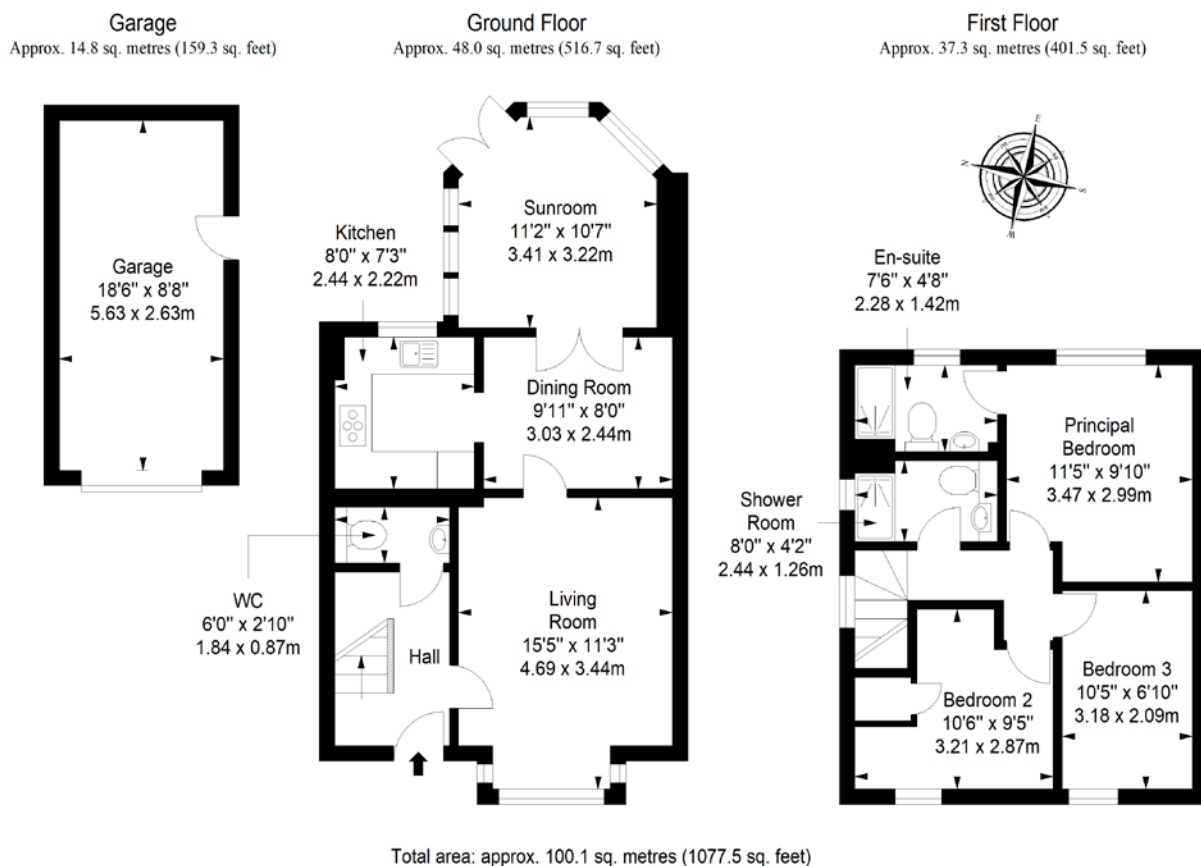 Garage
Approx. 14.8 sq. metres (159.3 sq. feet)
Ground Floor
Approx. 48.0 sq. metres (516.7 sq. feet)
First Floor
Approx. 37.3 sq. metres (401.5 sq. feet)
Garage
18'6" x 8'8"
5.63 x 2.63m
Kitchen
8'0" x 7'3"
2.44 x 2.22m
Sunroom
11'2" x 10'7"
3.41 x 3.22m
Dining Room
9'11" x 8'0"
3.03 x 2.44m
WC
6'0" x 2'10"
1.84 x 0.87m
Hall
Living
Room
15'5" x 11'3"
4.69 x 3.44m
E
N
S
W
En-suite
7'6" x 4'8"
2.28 x 1.42m
Principal
Bedroom
11'5" x 9'10"
3.47 x 2.99m
Shower
Room
8'0" x 4'2"
2.44 x 1.26m
Bedroom 2
10'6" x 9'5"
3.21 x 2.87m
Bedroom 3
10'5" x 6'10"
3.18 x 2.09m
Total area: approx. 100.1 sq. metres (1077.5 sq. feet)